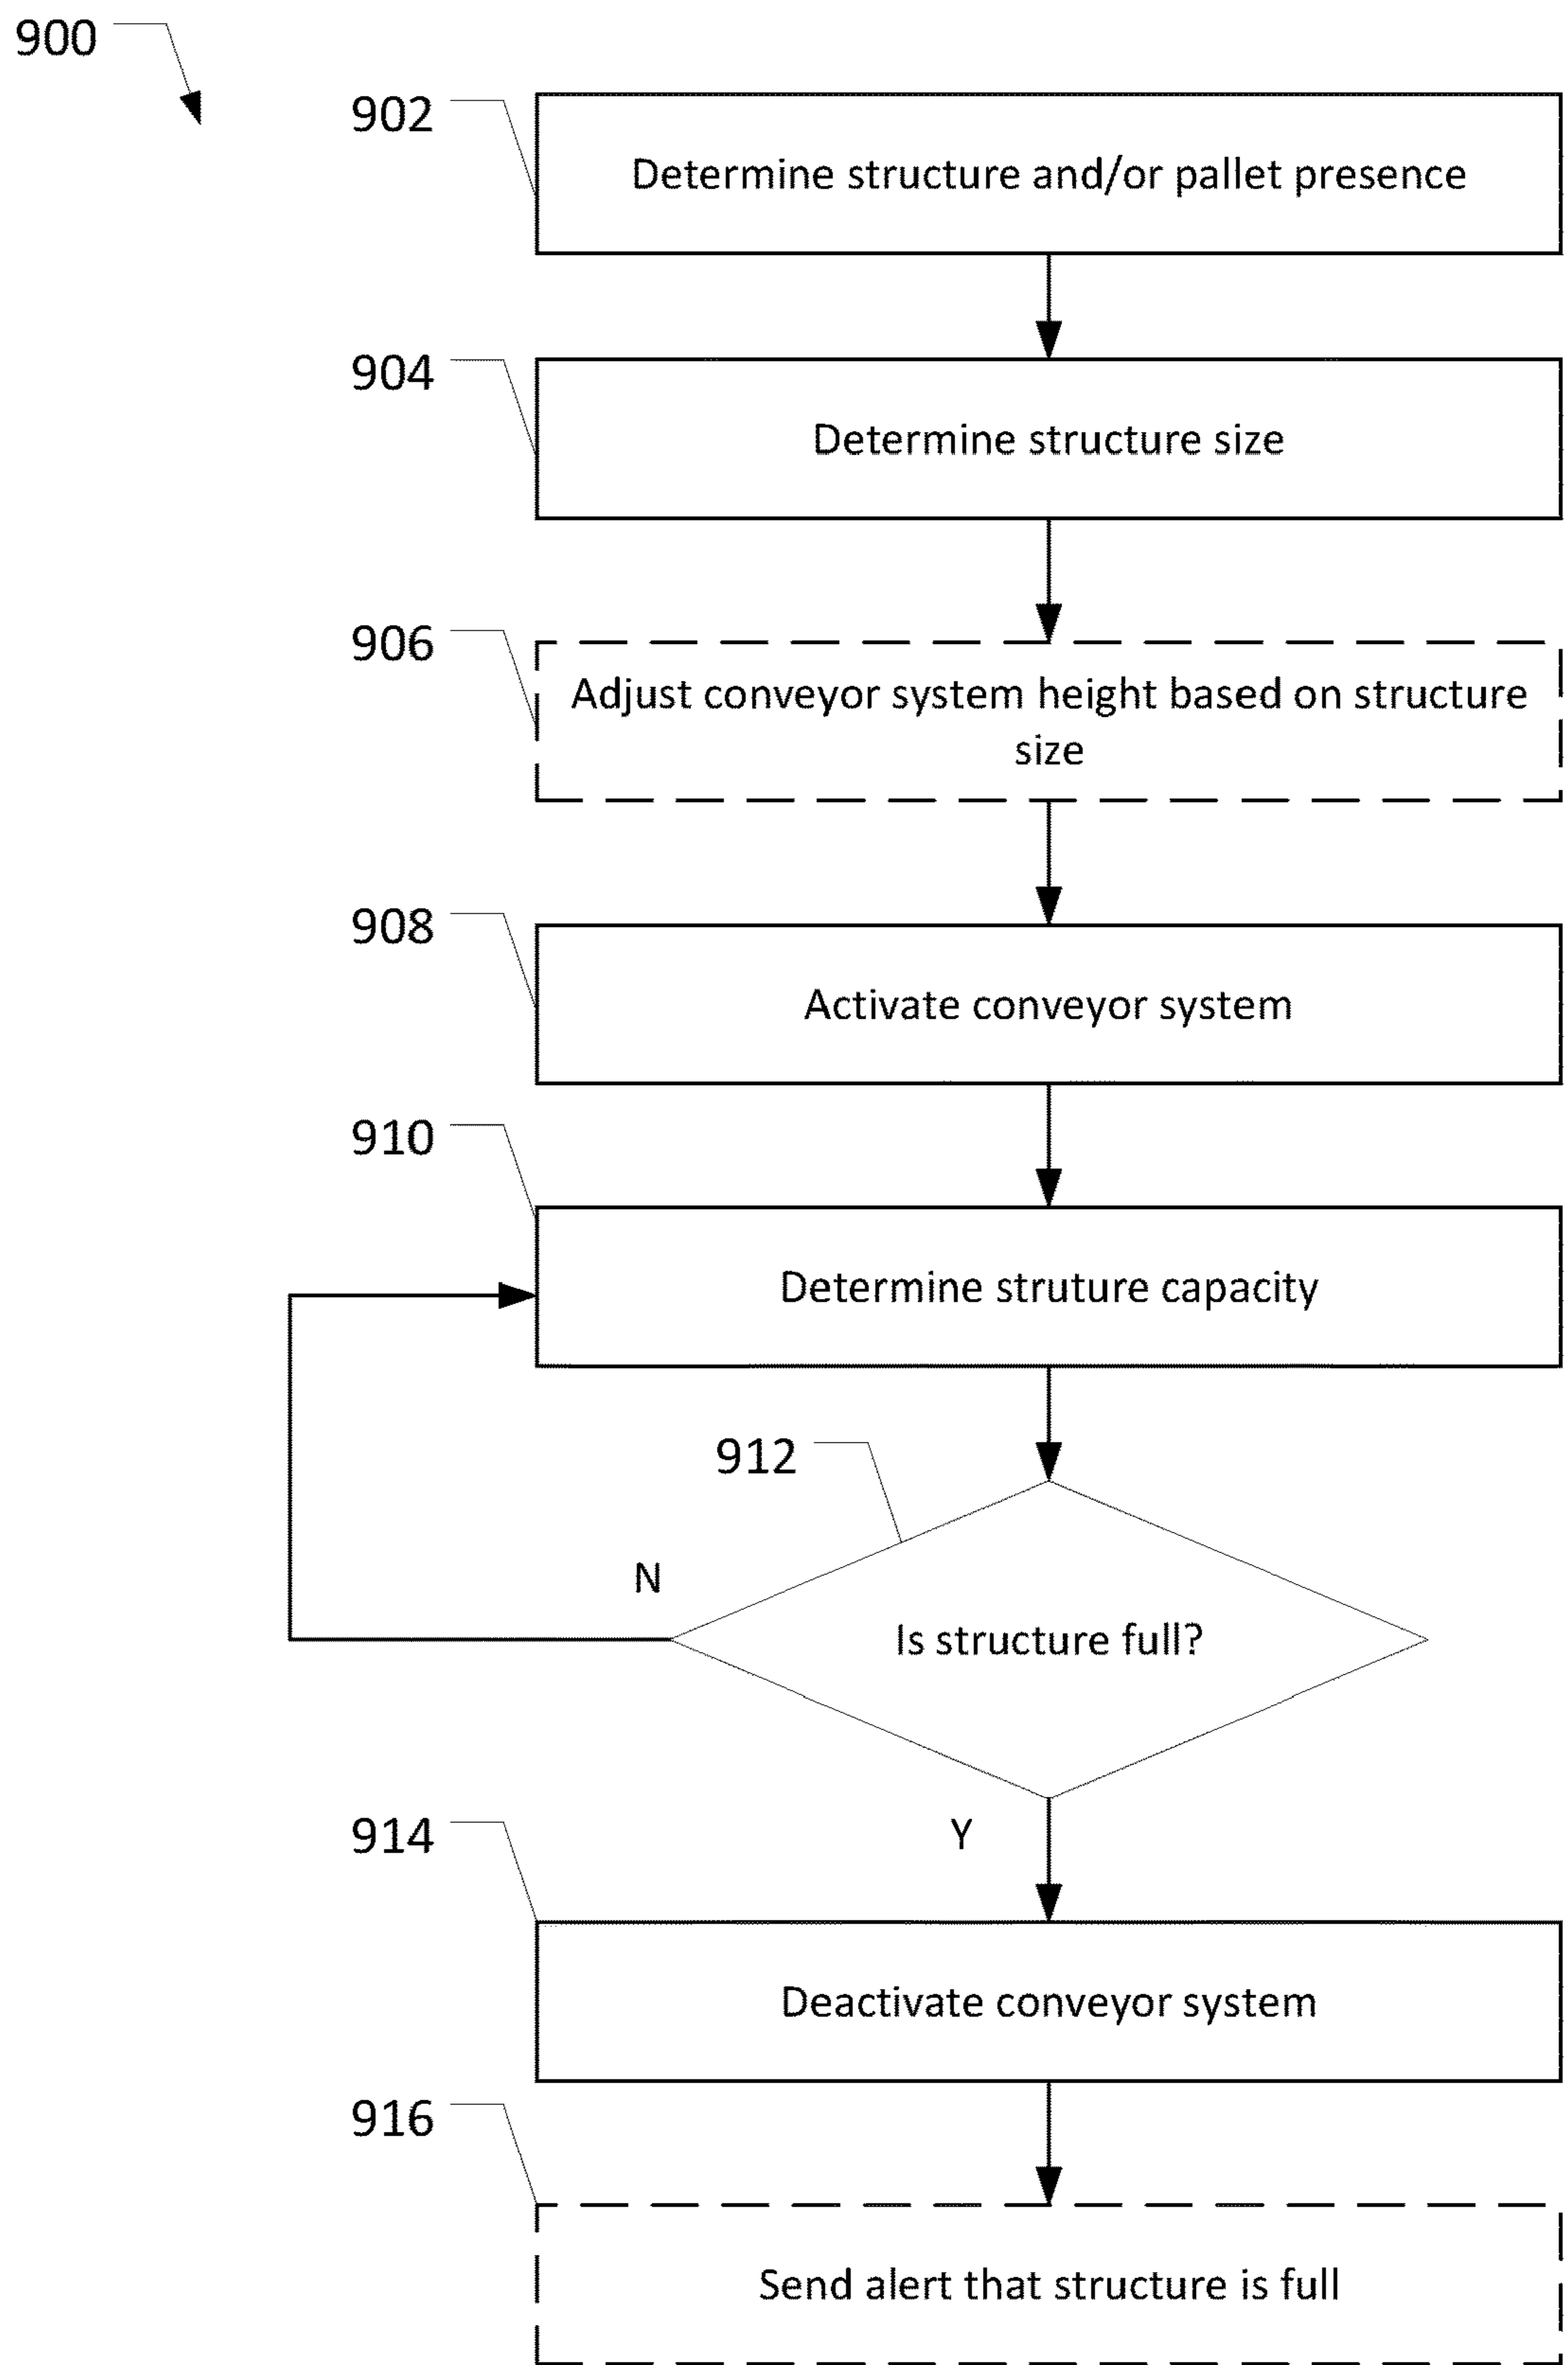 900
902
Determine structure and/or pallet presence
904
Determine structure size
906
Adjust conveyor system height based on structure
size
908
Activate conveyor system
910
Determine struture capacity
912
N
Is structure full?
Y
914
Deactivate conveyor system
916
Send alert that structure is full